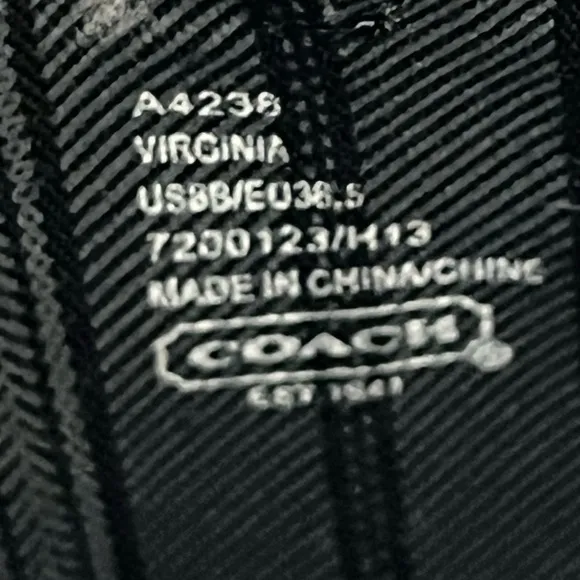 A4238
VIRGINIA
US8B/EU38.5
7200123/H13
MADE IN CHINA/CHINE
COACH
EST. 1941